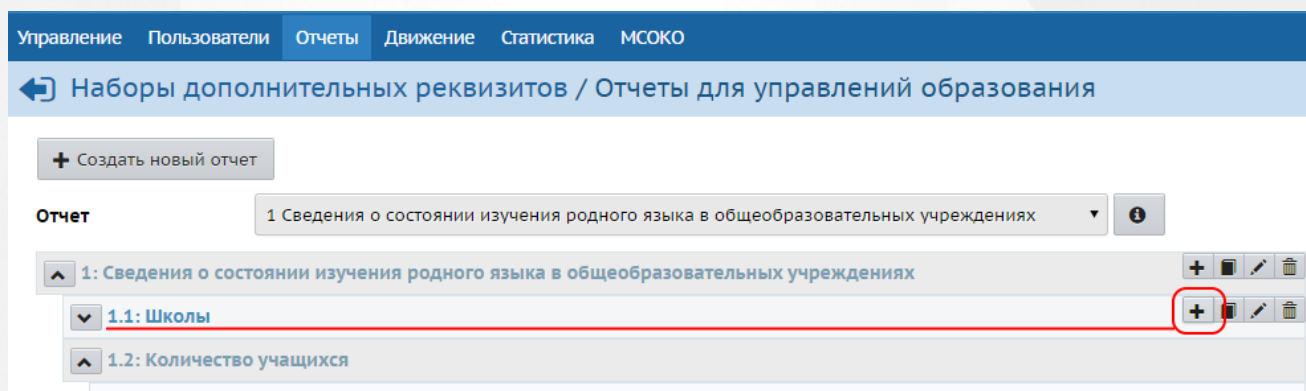 Управление Пользователи Отчеты Движение Статистика МСОКО
Наборы дополнительных реквизитов / Отчеты для управлений образования
Создать новый отчет
Отчет 1 Сведения о состоянии изучения родного языка в общеобразовательных учреждениях
1: Сведения о состоянии изучения родного языка в общеобразовательных учреждениях
1.1: Школы
1.2: Количество учащихся